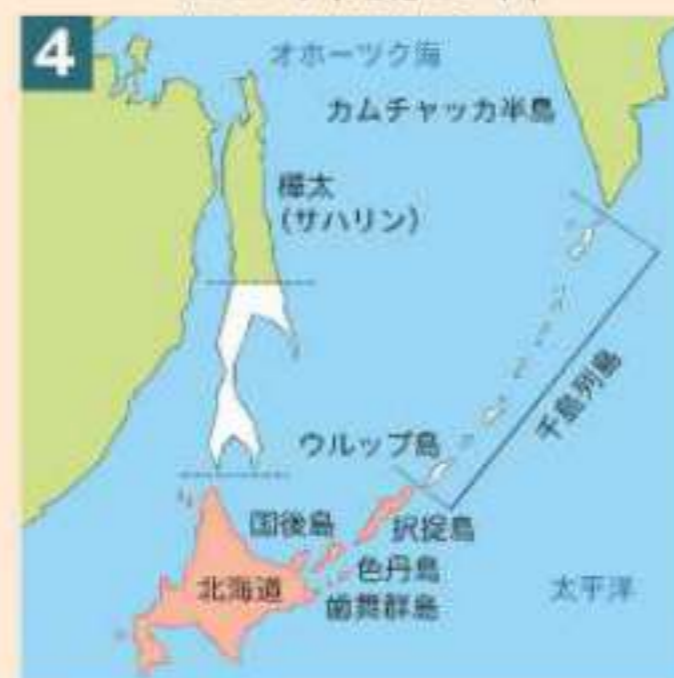 4
オホーツク海
カムチャッカ半島
樺太
(サハリン)
千島列島
ウルップ島
国後島
択捉島
色丹島
北海道
歯舞群島
太平洋